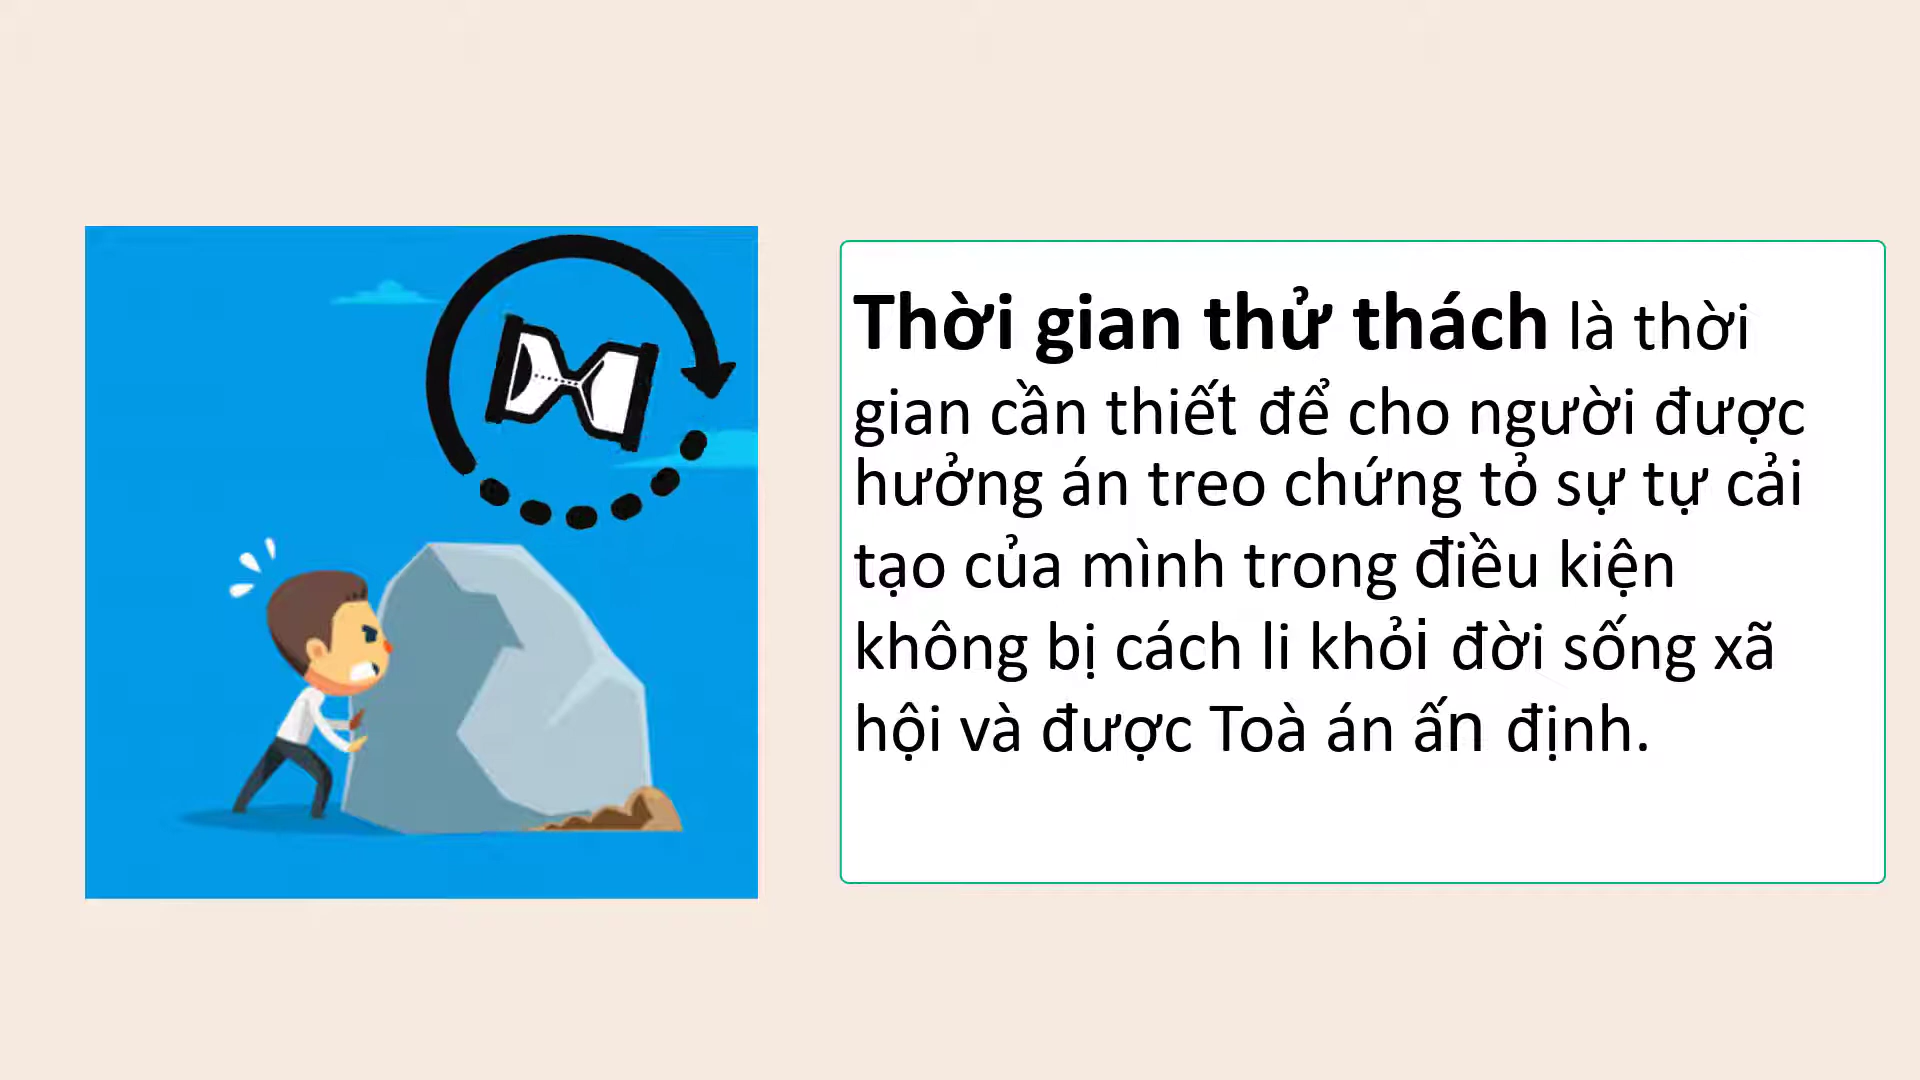 Thời gian thử thách là thời
gian cần thiết để cho người được
hưởng án treo chứng tỏ sự tự cải
tạo của mình trong điều kiện
không bị cách li khỏi đời sống xã
hội và được Toà án ấn định.